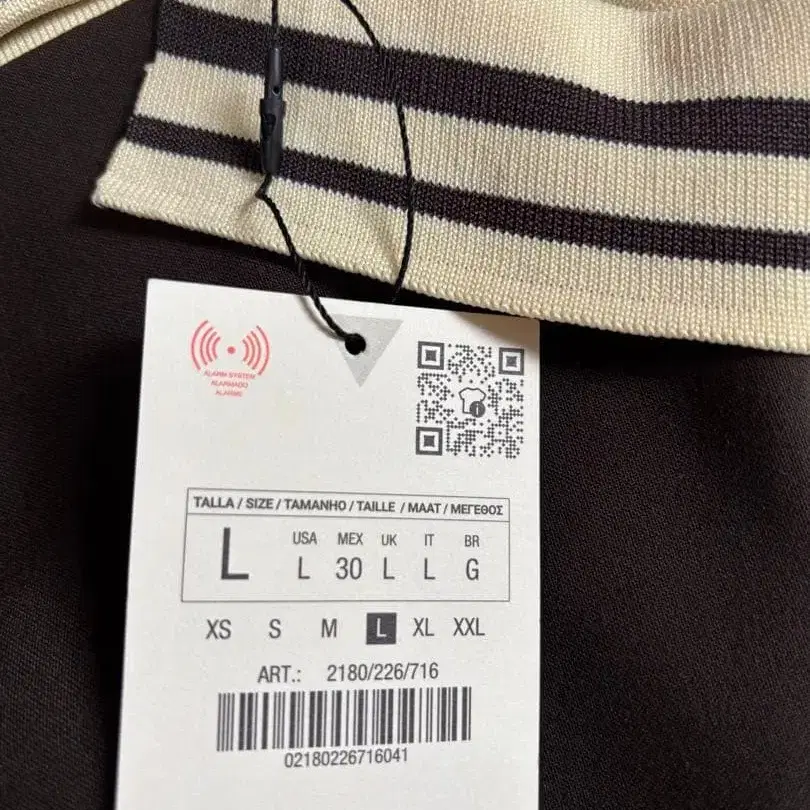 ALARM SYSTEM
ALARMADO
ALARME
TALLA / SIZE / TAMANHO / TAILLE / MAAT / ΜΕΓΕΘΟΣ
USA MEX UK IT BR
L L 30 L L G
XS S M L XL XXL
ART.: 2180/226/716
02180226716041